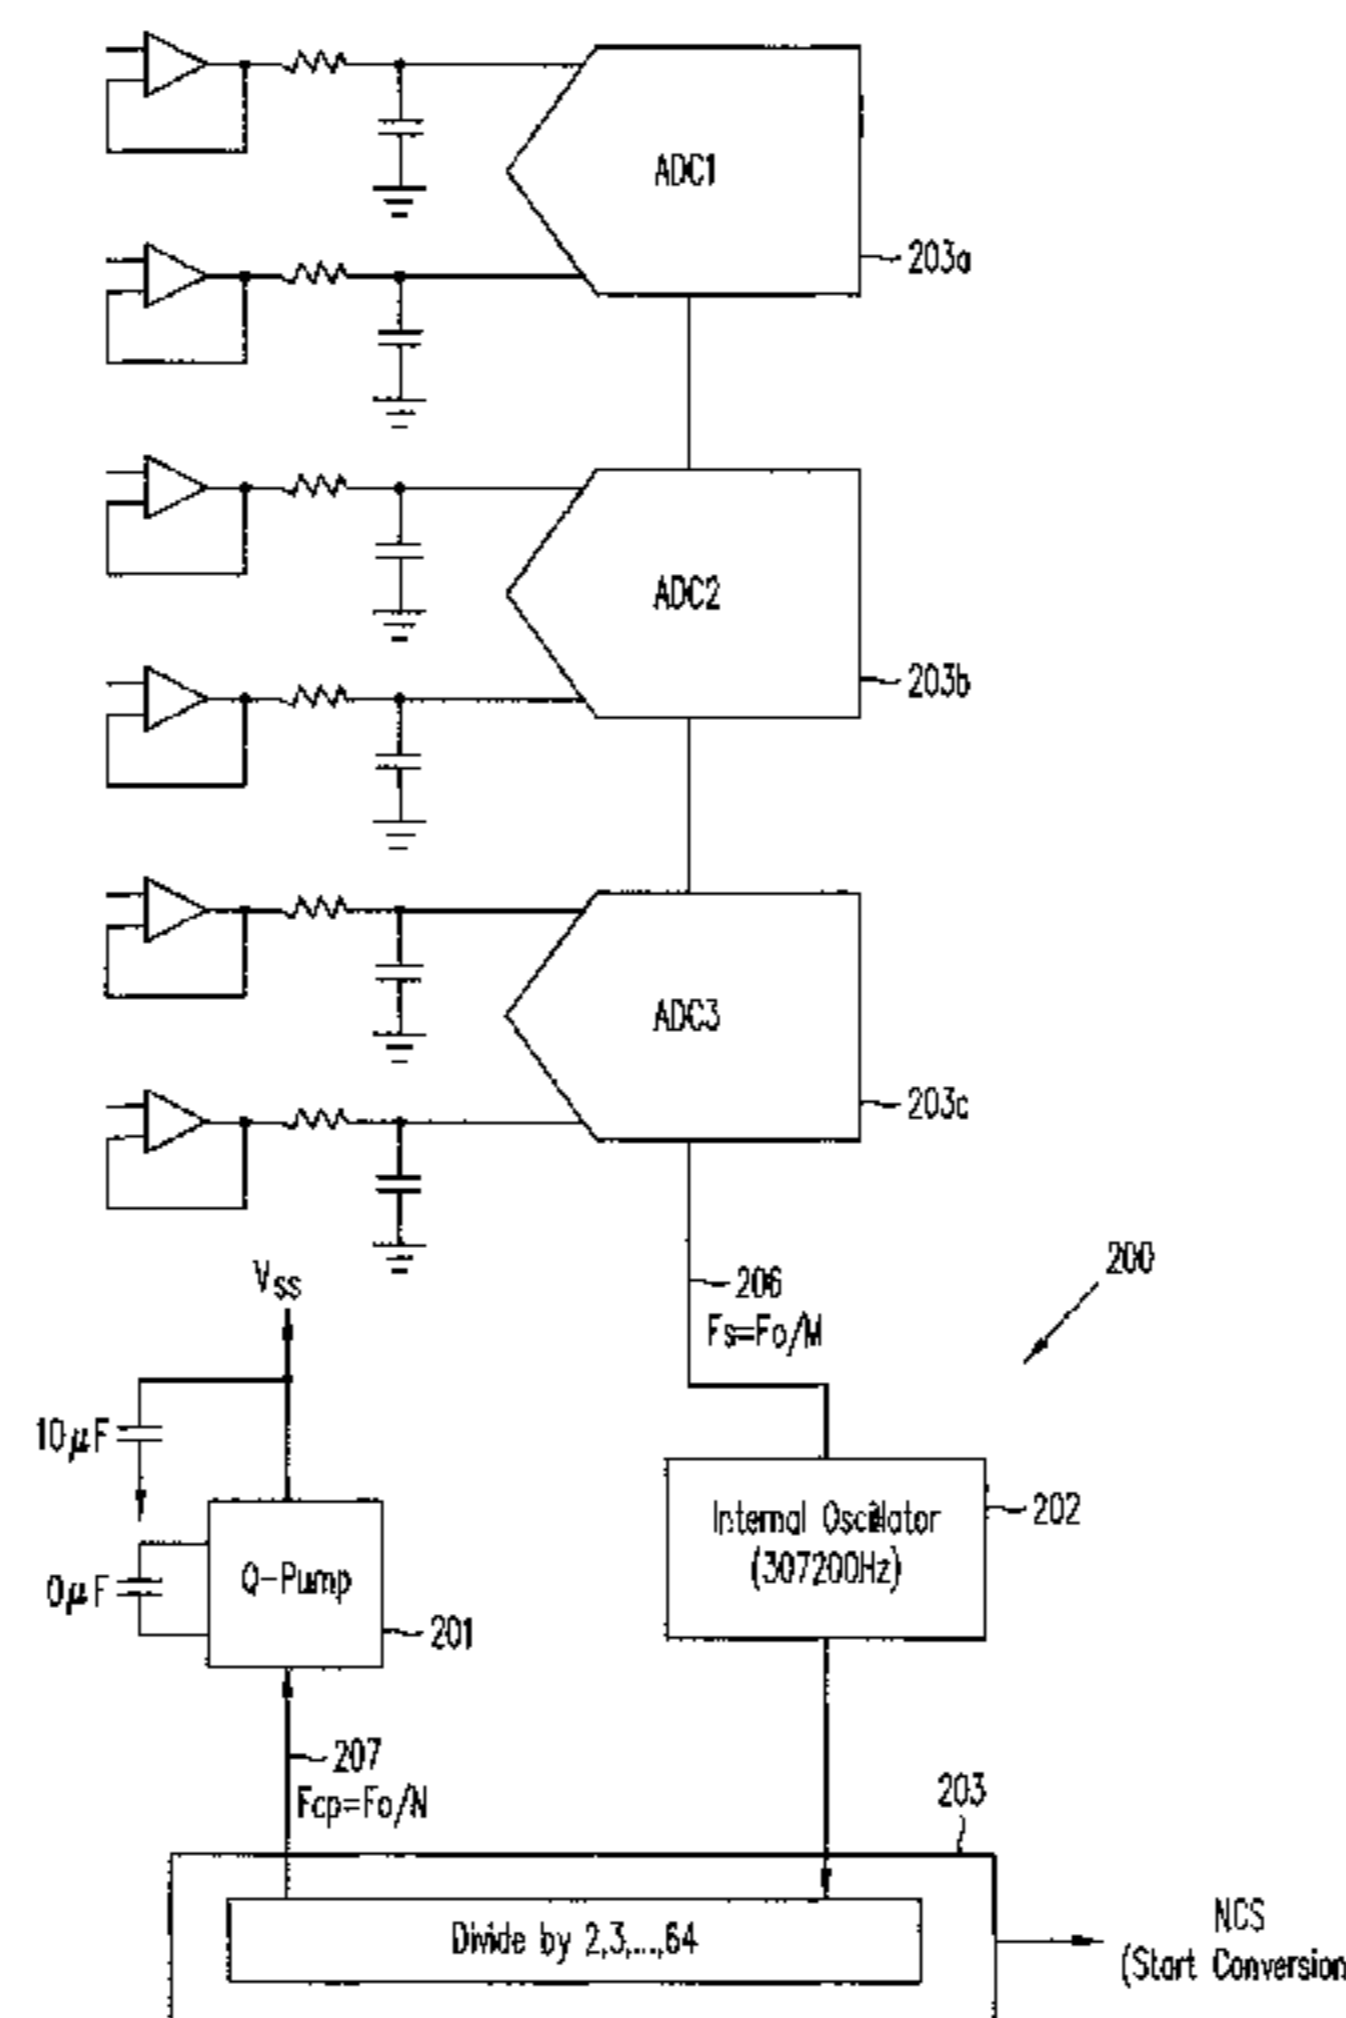 ADC1
203a
ADC2
203b
ADC3
203c
206
Fs=Fo/M
200
Vss
10μF
0μF
Q-Pump
201
Internal Oscillator
(307200Hz)
202
207
Fcp=Fo/N
203
Divide by 2,3,...,64
NCS
(Start Conversion